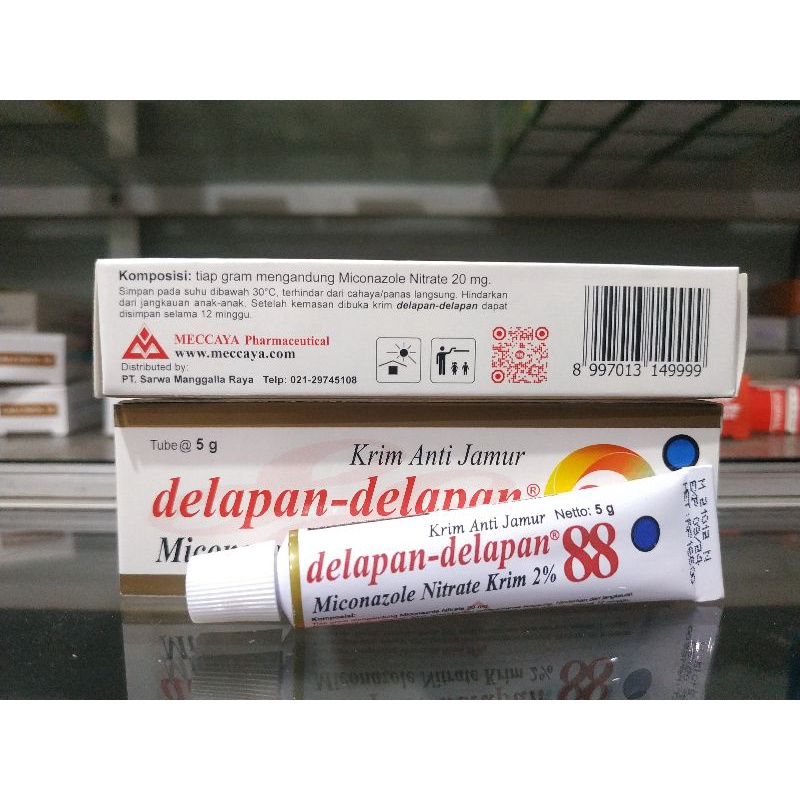 Komposisi: tiap gram mengandung Miconazole Nitrate 20 mg.
Simpan pada suhu dibawah 30°C, terhindar dari cahaya/panas langsung. Hindarkan
dari jangkauan anak-anak. Setelah kemasan dibuka krim delapan-delapan dapat
disimpan selama 12 minggu.
MECCAYA Pharmaceutical
www.meccaya.com
Distributed by:
PT. Sarwa Manggalla Raya Telp: 021-29745108
8 997013 149999
Tube@ 5 g
Krim Anti Jamur
delapan-delapan®
Krim Anti Jamur Netto: 5 g
delapan-delapan® 88
Miconazole Nitrate Krim 2%
Komposisi: